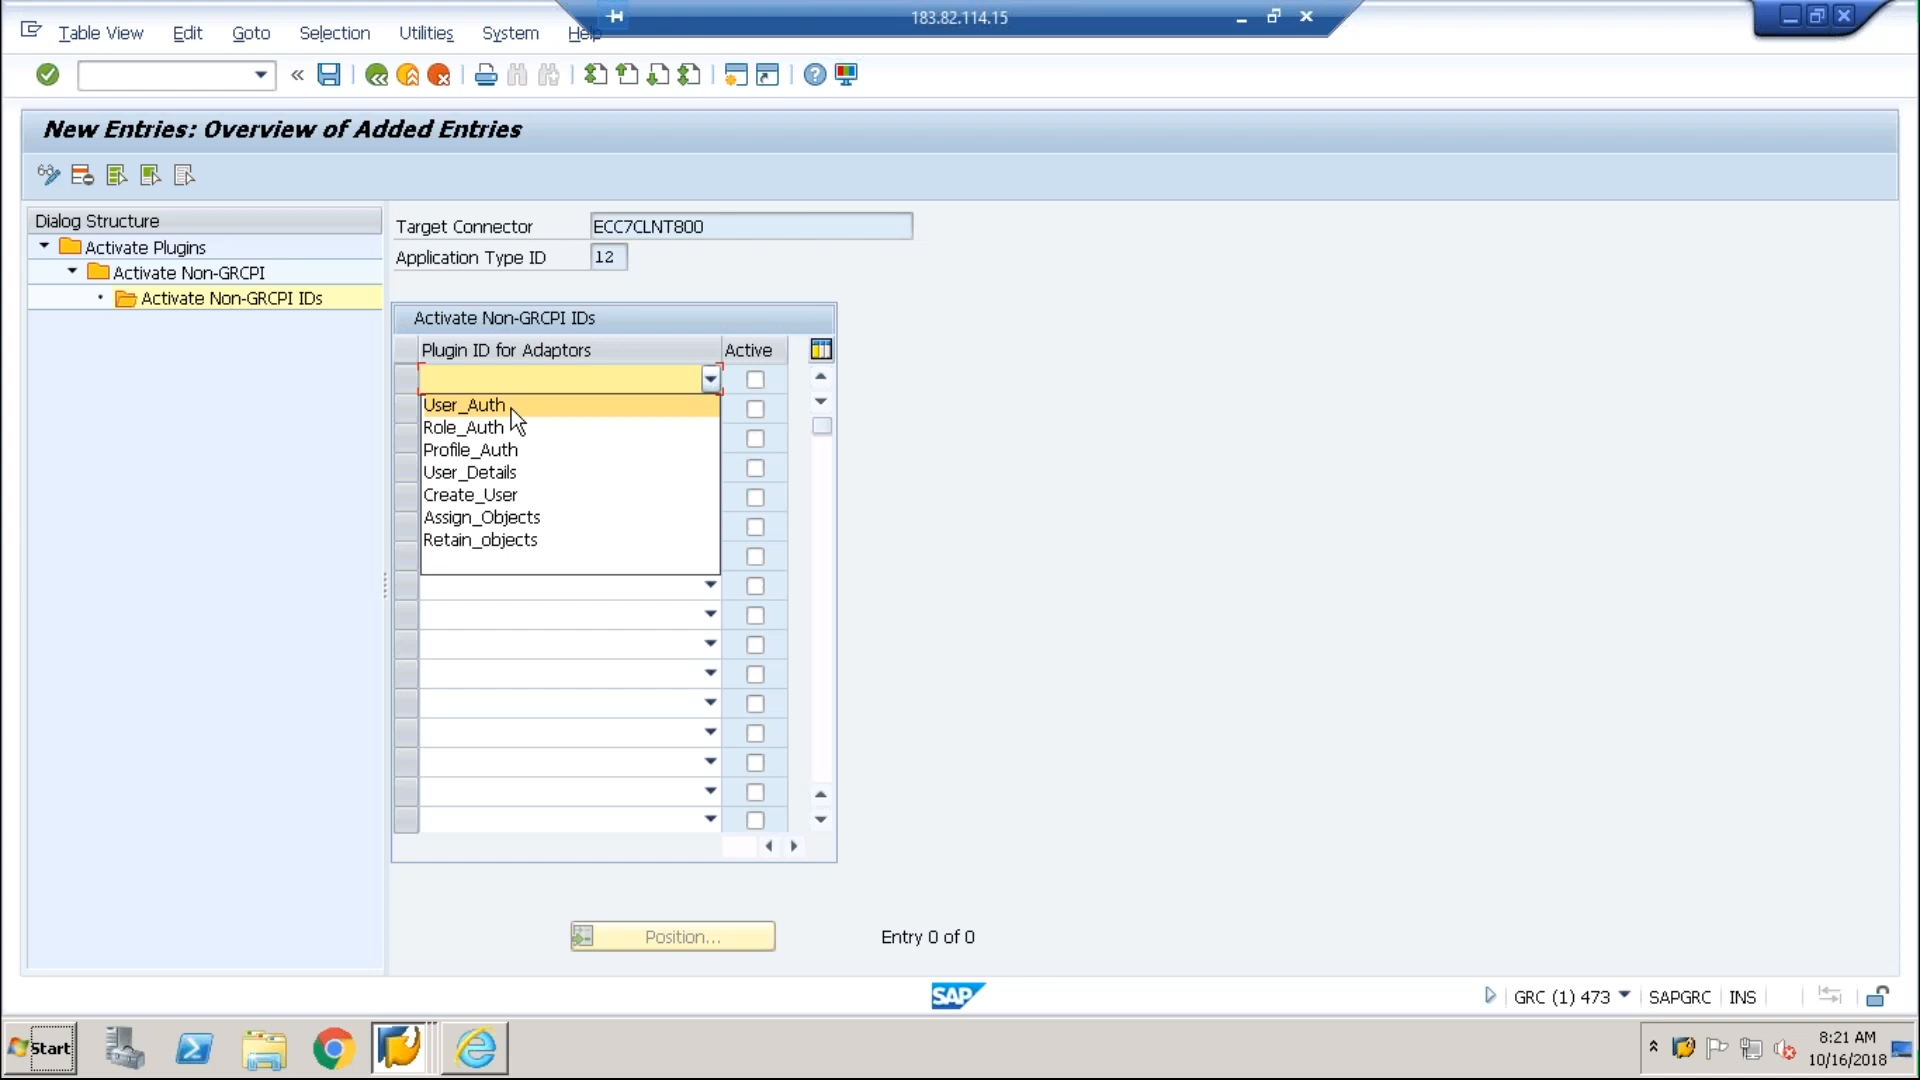 183.82.114.15
Table View Edit Goto Selection Utilities System Help
New Entries: Overview of Added Entries
Dialog Structure
Activate Plugins
Activate Non-GRCPI
Activate Non-GRCPI IDs
Target Connector ECC7CLNT800
Application Type ID 12
Activate Non-GRCPI IDs
Plugin ID for Adaptors Active
User_Auth
Role_Auth
Profile_Auth
User_Details
Create_User
Assign_Objects
Retain_objects
Position... Entry 0 of 0
SAP GRC (1) 473 SAPGRC INS
Start 8:21 AM
10/16/2018